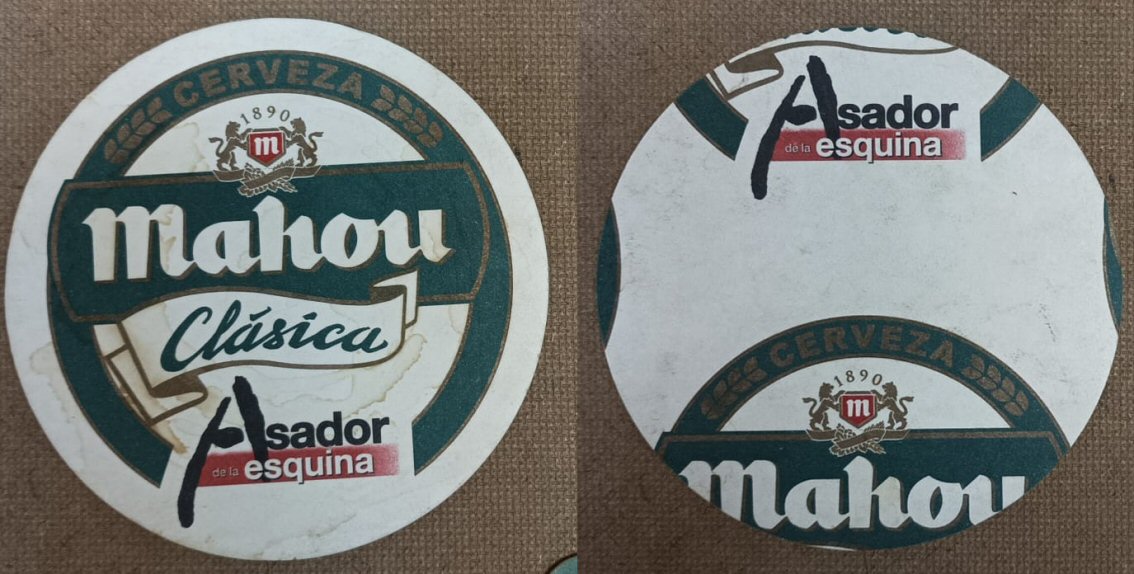 CERVEZA
1890
m
Mahou
Clásica
Asador
de la esquina
Asador
de la esquina
CERVEZA
1890
m
Mahou